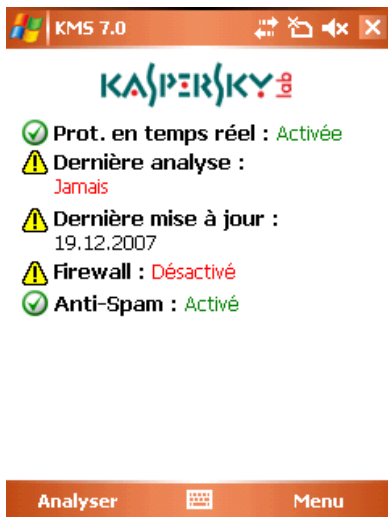 KMS 7.0
KASPERSKY lab
Prot. en temps réel : Activée
Dernière analyse :
Jamais
Dernière mise à jour :
19.12.2007
Firewall : Désactivé
Anti-Spam : Activé
Analyser Menu